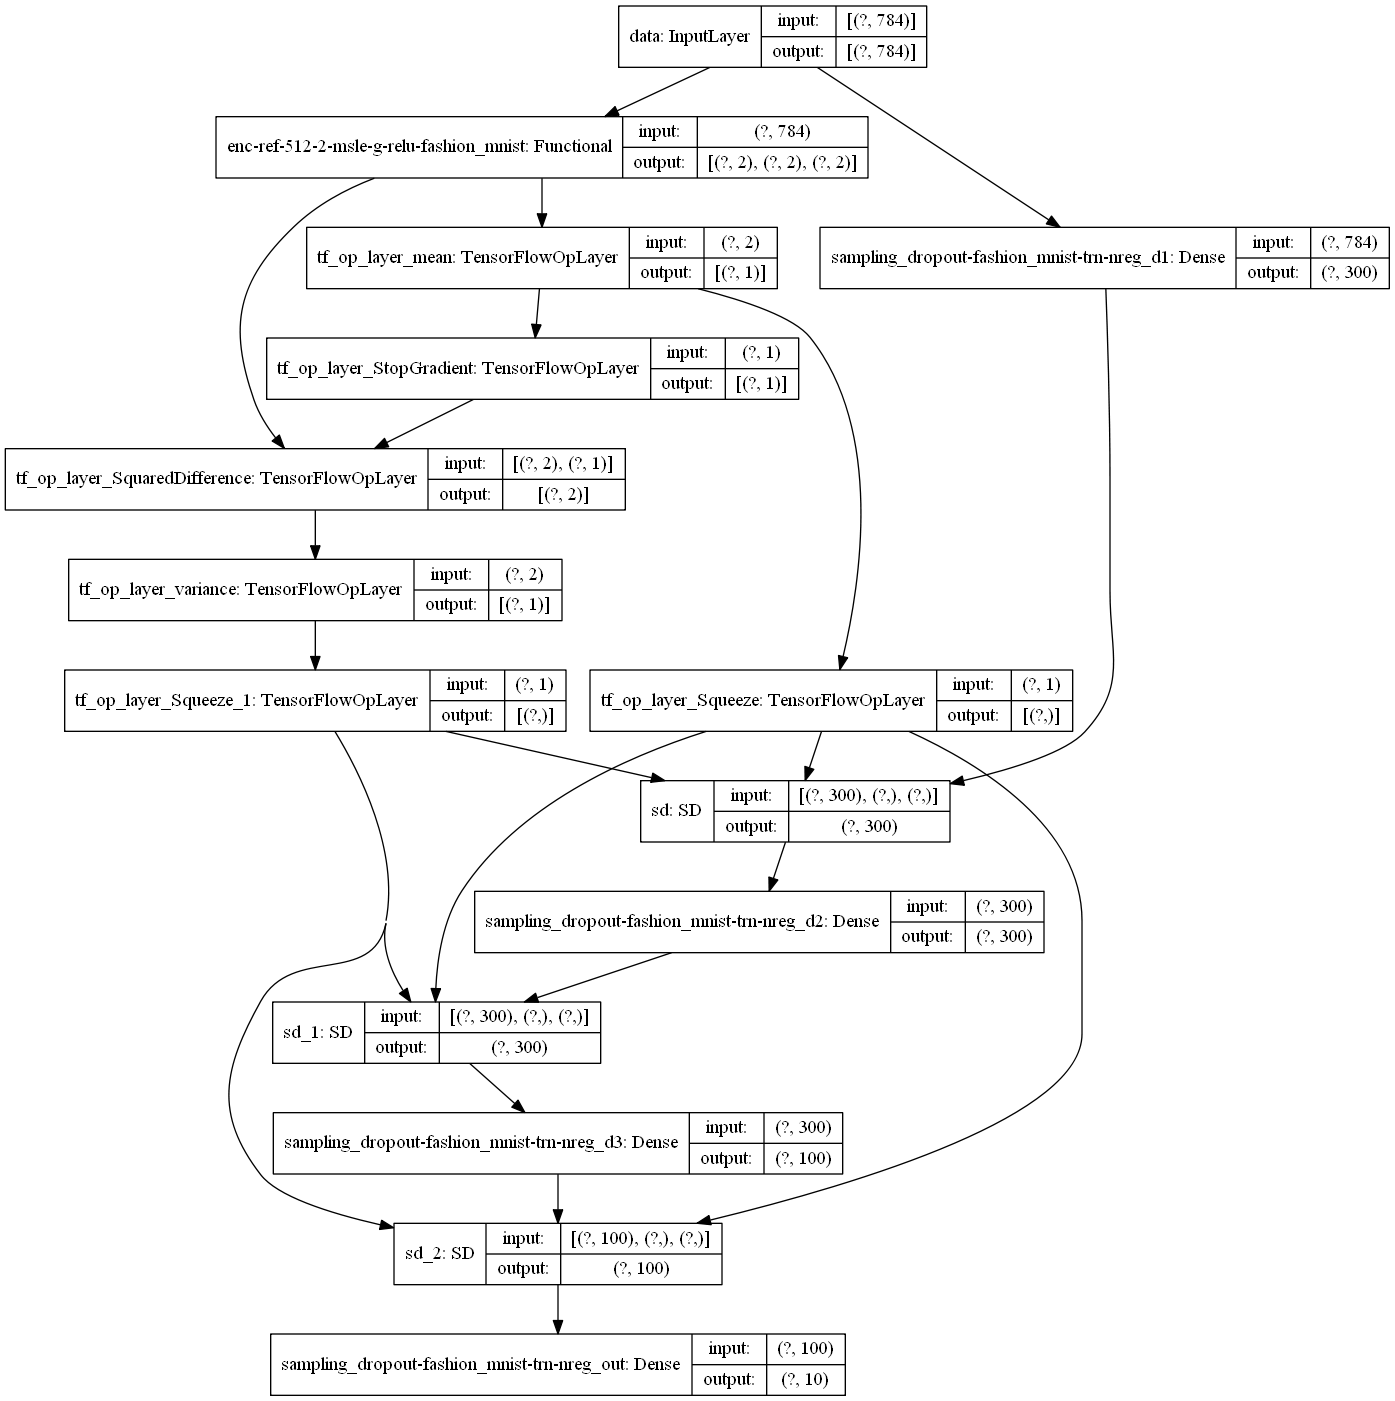 data: InputLayer
input: [(?, 784)]
output: [(?, 784)]
enc-ref-512-2-msle-g-relu-fashion_mnist: Functional
input: (?, 784)
output: [(?, 2), (?, 2), (?, 2)]
tf_op_layer_mean: TensorFlowOpLayer
input: (?, 2)
output: [(?, 1)]
sampling_dropout-fashion_mnist-trn-nreg_d1: Dense
input: (?, 784)
output: (?, 300)
tf_op_layer_StopGradient: TensorFlowOpLayer
input: (?, 1)
output: [(?, 1)]
tf_op_layer_SquaredDifference: TensorFlowOpLayer
input: [(?, 2), (?, 1)]
output: [(?, 2)]
tf_op_layer_variance: TensorFlowOpLayer
input: (?, 2)
output: [(?, 1)]
tf_op_layer_Squeeze_1: TensorFlowOpLayer
input: (?, 1)
output: [(?,)]
tf_op_layer_Squeeze: TensorFlowOpLayer
input: (?, 1)
output: [(?,)]
sd: SD
input: [(?, 300), (?,), (?,)]
output: (?, 300)
sampling_dropout-fashion_mnist-trn-nreg_d2: Dense
input: (?, 300)
output: (?, 300)
sd_1: SD
input: [(?, 300), (?,), (?,)]
output: (?, 300)
sampling_dropout-fashion_mnist-trn-nreg_d3: Dense
input: (?, 300)
output: (?, 100)
sd_2: SD
input: [(?, 100), (?,), (?,)]
output: (?, 100)
sampling_dropout-fashion_mnist-trn-nreg_out: Dense
input: (?, 100)
output: (?, 10)